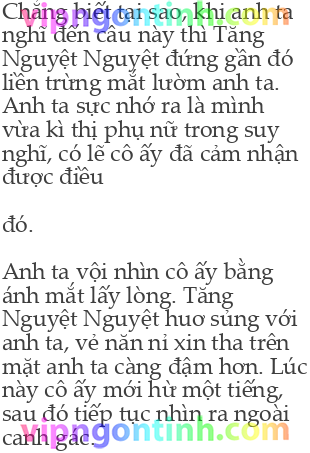 Chẳng biết tại sao, khi anh ta
nghĩ đến câu này thì Tăng
Nguyệt Nguyệt đứng gần đó
liền trừng mắt lườm anh ta.
Anh ta sực nhớ ra là mình
vừa kì thị phụ nữ trong suy
nghĩ, có lẽ cô ấy đã cảm nhận
được điều
đó.
Anh ta vội nhìn cô ấy bằng
ánh mắt lấy lòng. Tăng
Nguyệt Nguyệt huơ súng với
anh ta, vẻ năn nỉ xin tha trên
mặt anh ta càng đậm hơn. Lúc
này cô ấy mới hừ một tiếng,
sau đó tiếp tục nhìn ra ngoài
canh gác.
vipngontinh.com
vipngontinh.com